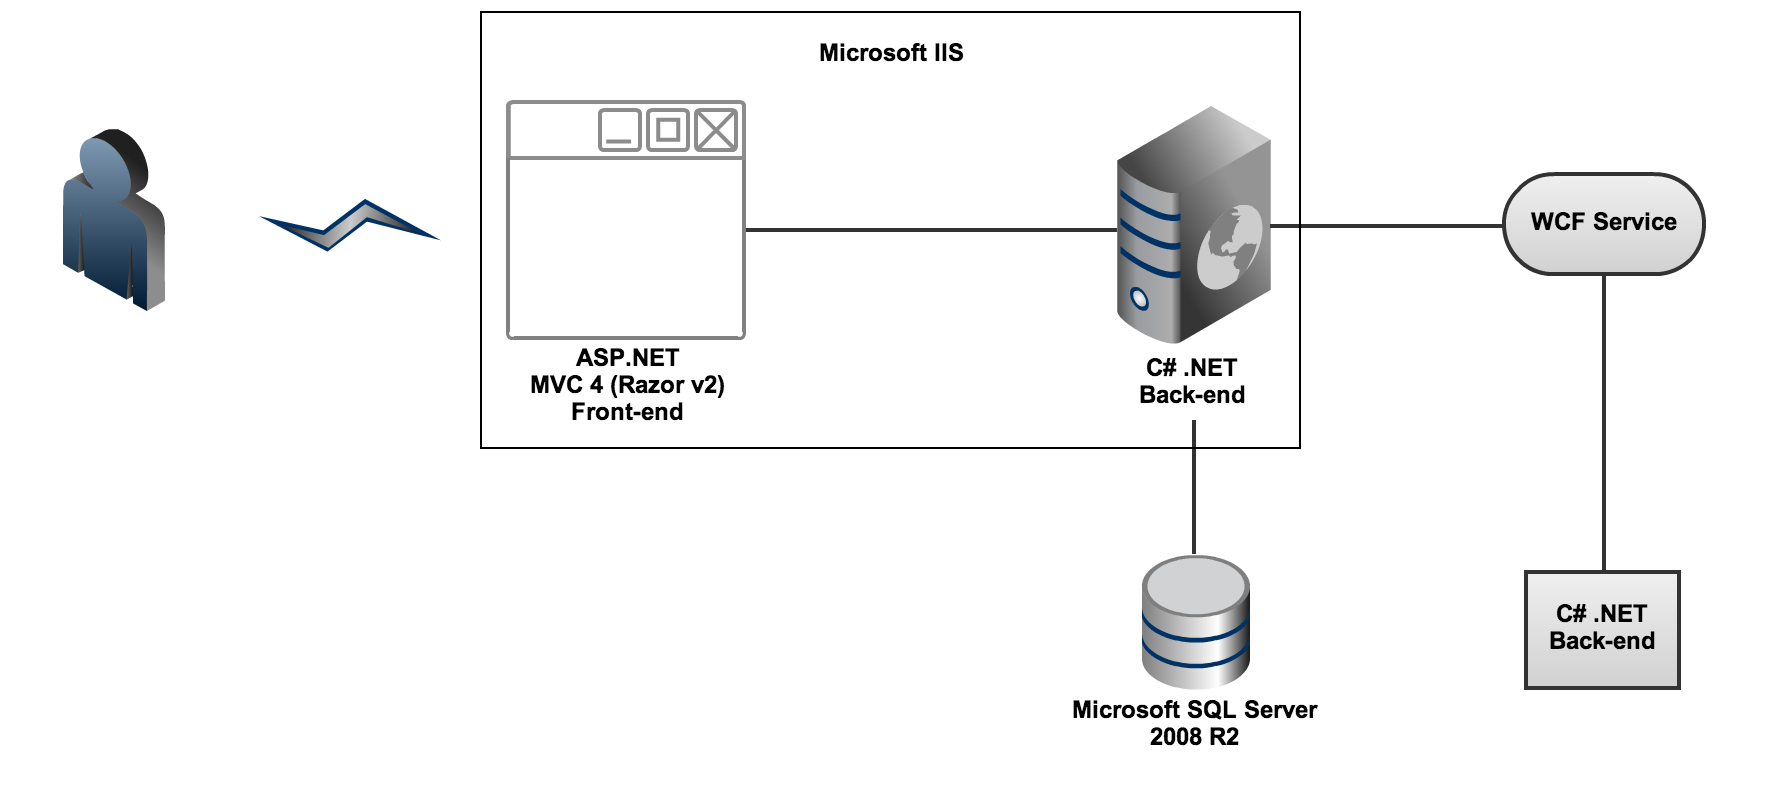 Microsoft IIS
ASP.NET
MVC 4 (Razor v2)
Front-end
C# .NET
Back-end
WCF Service
C# .NET
Back-end
Microsoft SQL Server
2008 R2